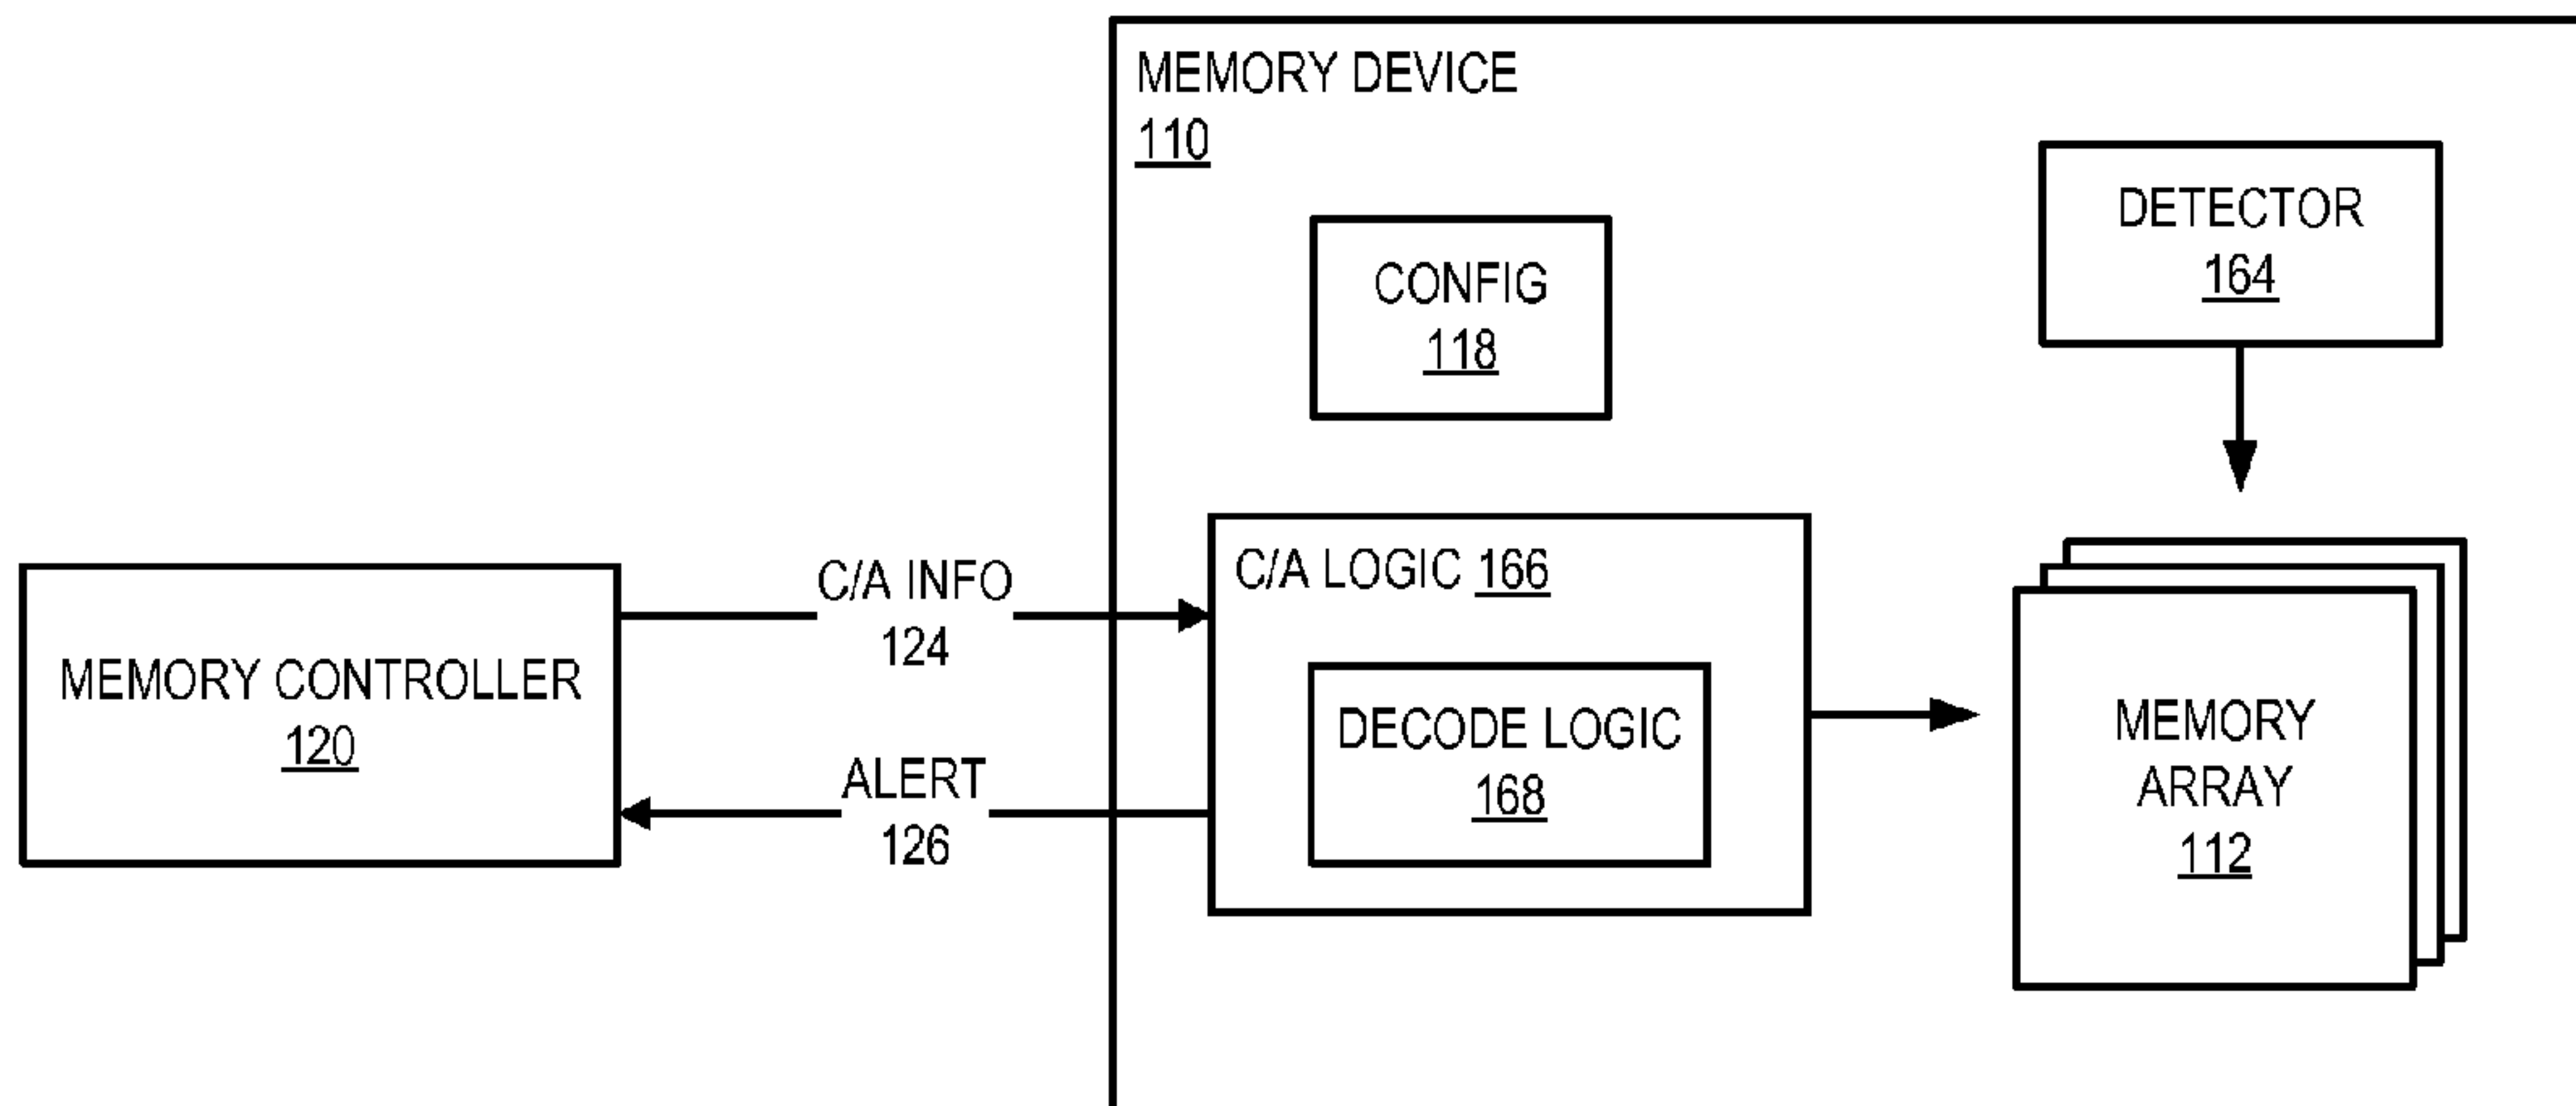 MEMORY DEVICE
110
DETECTOR
164
CONFIG
118
C/A INFO
124
C/A LOGIC 166
MEMORY CONTROLLER
120
DECODE LOGIC
168
ALERT
126
MEMORY
ARRAY
112